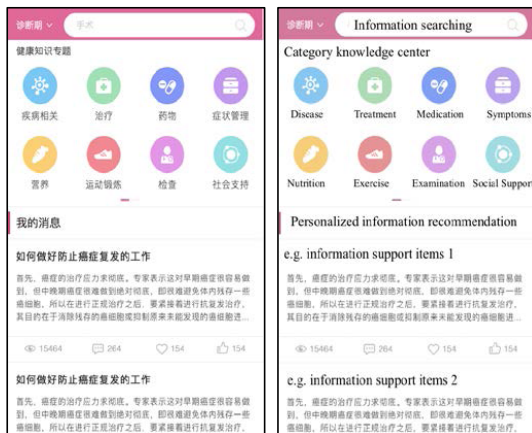 诊断期
手术
健康知识专题
疾病相关 治疗 药物 症状管理
营养 运动锻炼 检查 社会支持
我的消息
如何做好防止癌症复发的工作
首先，癌症的治疗应力求彻底。专家表示这对早期癌症很容易做
到，但中晚期癌症很难做到绝对彻底，即很难避免体内残存一些
癌细胞，所以在进行正规治疗之后，要紧接着进行抗复发治疗，
其目的在于消除残存的癌细胞或抑制原来未能发现的癌细胞进...
15464 264 154 154
如何做好防止癌症复发的工作
首先，癌症的治疗应力求彻底。专家表示这对早期癌症很容易做
到，但中晚期癌症很难做到绝对彻底，即很难避免体内残存一些
癌细胞，所以在进行正规治疗之后，要紧接着进行抗复发治疗，
诊断期
Information searching
Category knowledge center
Disease Treatment Medication Symptoms
Nutrition Exercise Examination Social Support
Personalized information recommendation
e.g. information support items 1
首先，癌症的治疗应力求彻底。专家表示这对早期癌症很容易做
到，但中晚期癌症很难做到绝对彻底，即很难避免体内残存一些
癌细胞，所以在进行正规治疗之后，要紧接着进行抗复发治疗，
其目的在于消除残存的癌细胞或抑制原来未能发现的癌细胞进...
15464 264 154 154
e.g. information support items 2
首先，癌症的治疗应力求彻底。专家表示这对早期癌症很容易做
到，但中晚期癌症很难做到绝对彻底，即很难避免体内残存一些
癌细胞，所以在进行正规治疗之后，要紧接着进行抗复发治疗，